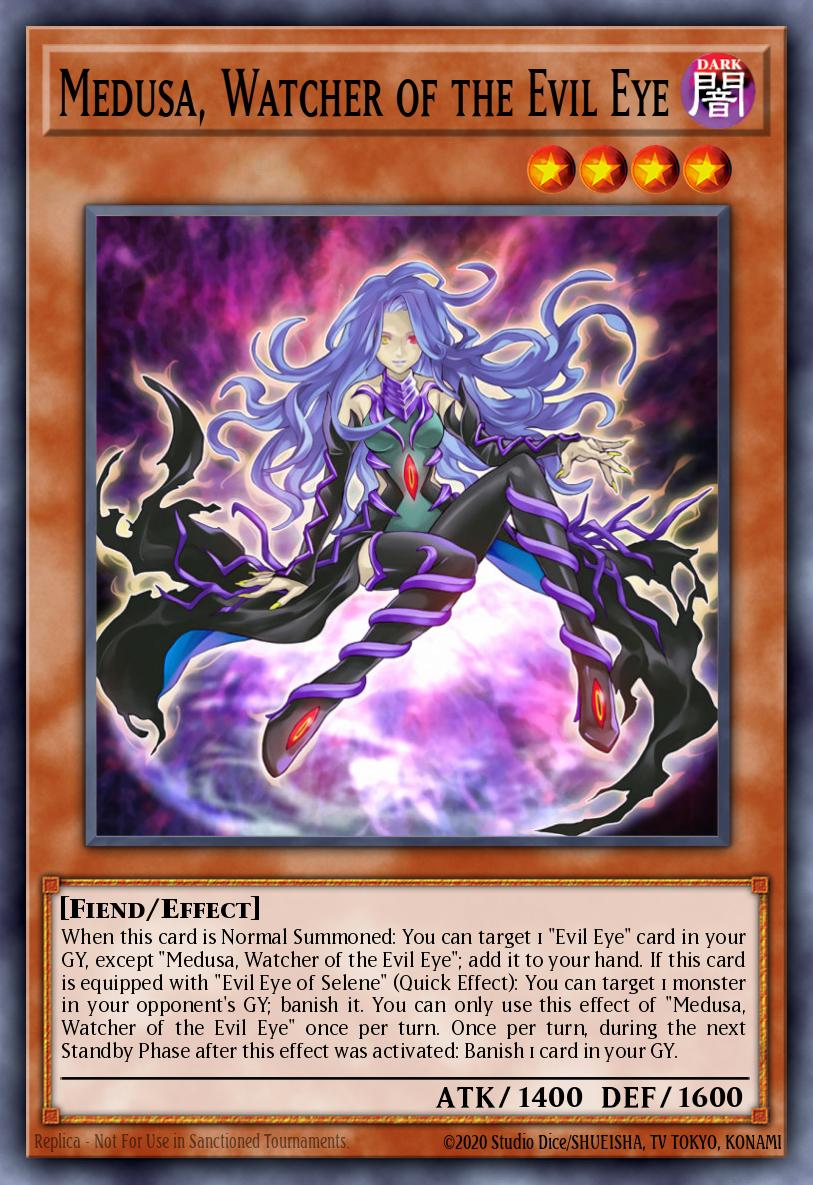 Medusa, Watcher of the Evil Eye
DARK
闇
[Fiend/Effect]
When this card is Normal Summoned: You can target 1 "Evil Eye" card in your
GY, except "Medusa, Watcher of the Evil Eye"; add it to your hand. If this card
is equipped with "Evil Eye of Selene" (Quick Effect): You can target 1 monster
in your opponent's GY; banish it. You can only use this effect of "Medusa,
Watcher of the Evil Eye" once per turn. Once per turn, during the next
Standby Phase after this effect was activated: Banish 1 card in your GY.
ATK/1400 DEF/1600
Replica - Not For Use in Sanctioned Tournaments.
©2020 Studio Dice/SHUEISHA, TV TOKYO, KONAMI